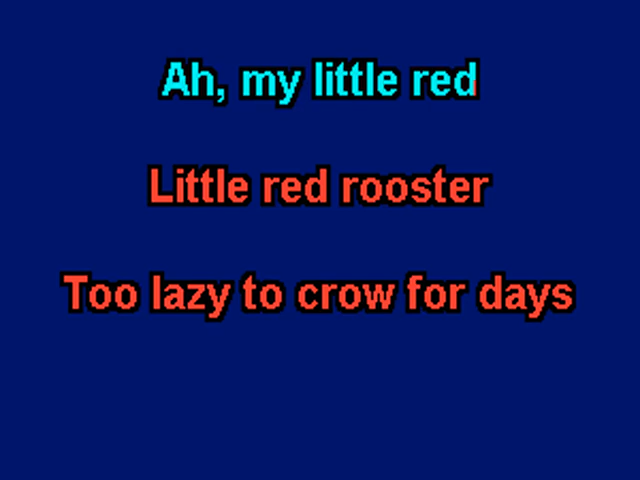 Ah, my little red
Little red rooster
Too lazy to crow for days